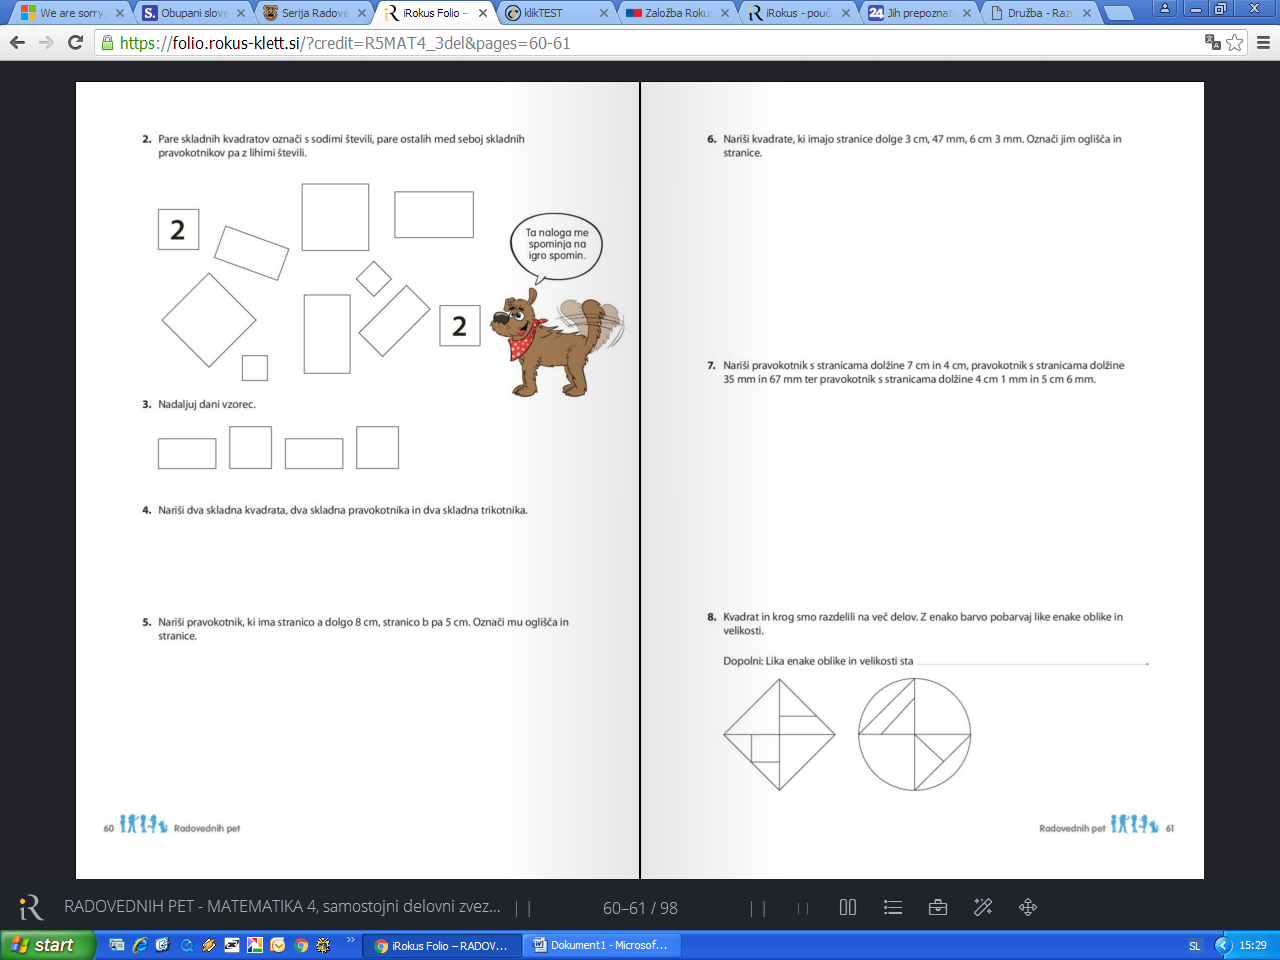 We are sorry,
Obupani slove
Serija Radove
iRokus Folio –
klikTEST
Založba Roku
iRokus - pouč
Jih prepoznat
Družba - Razr
https://folio.rokus-klett.si/?credit=R5MAT4_3del&pages=60-61
2. Pare skladnih kvadratov označi s sodimi števili, pare ostalih med seboj skladnih
pravokotnikov pa z lihimi števili.
2
Ta naloga me
spominja na
igro spomin.
2
3. Nadaljuj dani vzorec.
4. Nariši dva skladna kvadrata, dva skladna pravokotnika in dva skladna trikotnika.
5. Nariši pravokotnik, ki ima stranico a dolgo 8 cm, stranico b pa 5 cm. Označi mu oglišča in
stranice.
60 Radovednih pet
6. Nariši kvadrate, ki imajo stranice dolge 3 cm, 47 mm, 6 cm 3 mm. Označi jim oglišča in
stranice.
7. Nariši pravokotnik s stranicama dolžine 7 cm in 4 cm, pravokotnik s stranicama dolžine
35 mm in 67 mm ter pravokotnik s stranicama dolžine 4 cm 1 mm in 5 cm 6 mm.
8. Kvadrat in krog smo razdelili na več delov. Z enako barvo pobarvaj like enake oblike in
velikosti.
Dopolni: Lika enake oblike in velikosti sta .
Radovednih pet 61
iR RADOVEDNIH PET - MATEMATIKA 4, samostojni delovni zvez... 60–61 / 98
start
iRokus Folio – RADOV...
Dokument1 - Microsof...
SL
15:29